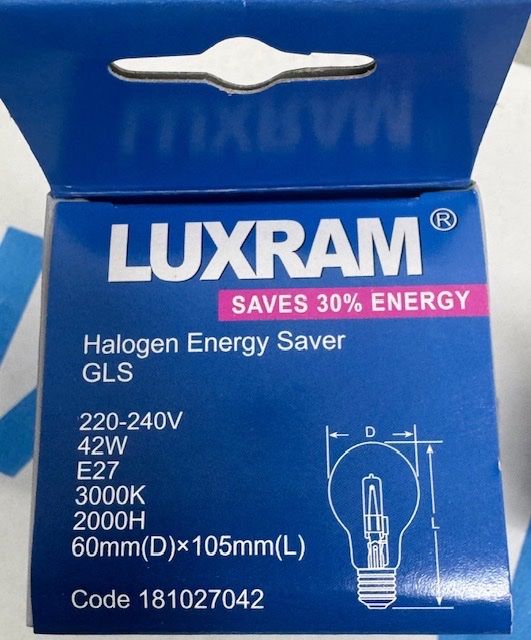 LUXRAM®
SAVES 30% ENERGY
Halogen Energy Saver
GLS
220-240V
42W
E27
3000K
2000H
60mm(D)×105mm(L)
Code 181027042
D
L